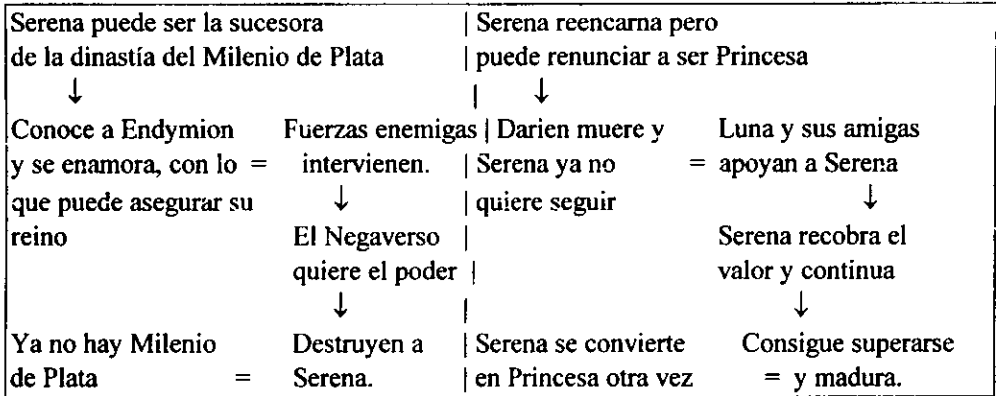 Serena puede ser la sucesora | Serena reencarna pero
de la dinastía del Milenio de Plata | puede renunciar a ser Princesa
↓ | ↓
Conoce a Endymion Fuerzas enemigas | Darien muere y Luna y sus amigas
y se enamora, con lo = intervienen. | Serena ya no = apoyan a Serena
que puede asegurar su ↓ | quiere seguir ↓
reino El Negaverso | Serena recobra el
quiere el poder | valor y continua
↓ | ↓
Ya no hay Milenio Destruyen a | Serena se convierte Consigue superarse
de Plata = Serena. | en Princesa otra vez = y madura.